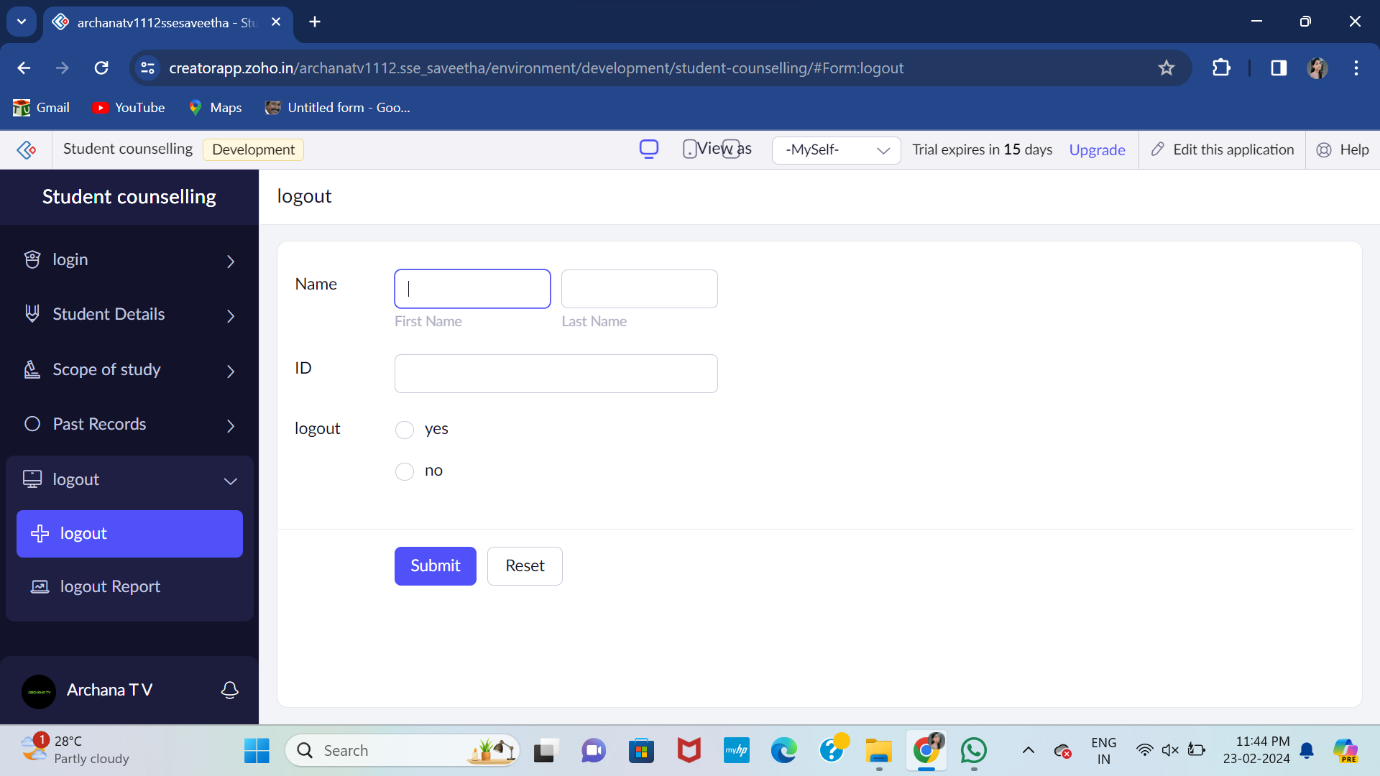 archanatv1112ssesaveetha - Stu
creatorapp.zoho.in/archanatv1112.sse_saveetha/environment/development/student-counselling/#Form:logout
Gmail YouTube Maps Untitled form - Goo...
Student counselling Development View as -MySelf- Trial expires in 15 days Upgrade Edit this application Help
Student counselling
login
Student Details
Scope of study
Past Records
logout
logout
logout Report
Archana T V
logout
Name
First Name Last Name
ID
logout yes
no
Submit Reset
1 28°C
Partly cloudy
Search
myhp
ENG
IN
11:44 PM
23-02-2024
PRE